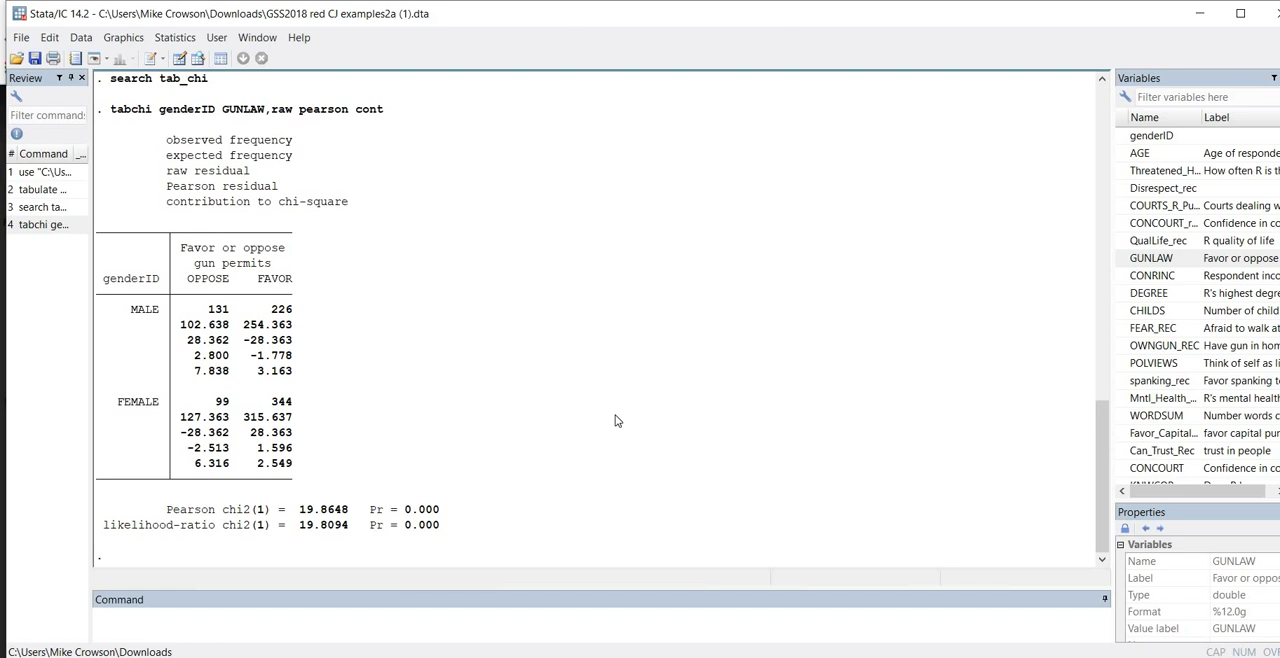 Stata/IC 14.2 - C:\Users\Mike Crowson\Downloads\GSS2018 red CJ examples2a (1).dta
File Edit Data Graphics Statistics User Window Help
Review
Filter command:
# Command _...
1 use "C:\Us...
2 tabulate ...
3 search ta...
4 tabchi ge...
. search tab_chi
. tabchi genderID GUNLAW,raw pearson cont
observed frequency
expected frequency
raw residual
Pearson residual
contribution to chi-square
Favor or oppose
gun permits
genderID OPPOSE FAVOR
MALE 131 226
102.638 254.363
28.362 -28.363
2.800 -1.778
7.838 3.163
FEMALE 99 344
127.363 315.637
-28.362 28.363
-2.513 1.596
6.316 2.549
Pearson chi2(1) = 19.8648 Pr = 0.000
likelihood-ratio chi2(1) = 19.8094 Pr = 0.000
.
Command
Variables
Filter variables here
Name Label
genderID
AGE Age of responde
Threatened_H... How often R is th
Disrespect_rec
COURTS_R_Pu... Courts dealing w
CONCOURT_r... Confidence in co
QualLife_rec R quality of life
GUNLAW Favor or oppose
CONRINC Respondent inco
DEGREE R's highest degre
CHILDS Number of child
FEAR_REC Afraid to walk at
OWNGUN_REC Have gun in hom
POLVIEWS Think of self as li
spanking_rec Favor spanking t
Mntl_Health_... R's mental health
WORDSUM Number words c
Favor_Capital... favor capital pur
Can_Trust_Rec trust in people
CONCOURT Confidence in co
Properties
Variables
Name GUNLAW
Label Favor or oppos
Type double
Format %12.0g
Value label GUNLAW
C:\Users\Mike Crowson\Downloads
CAP NUM OV